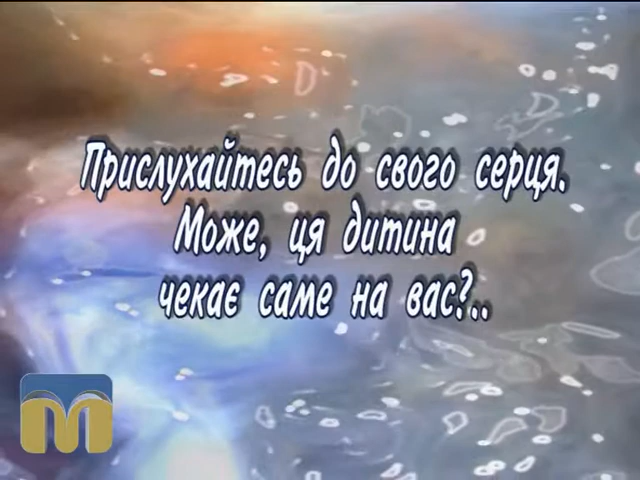 Прислухайтесь до свого серця.
Може, ця дитина
чекає саме на вас?..
М